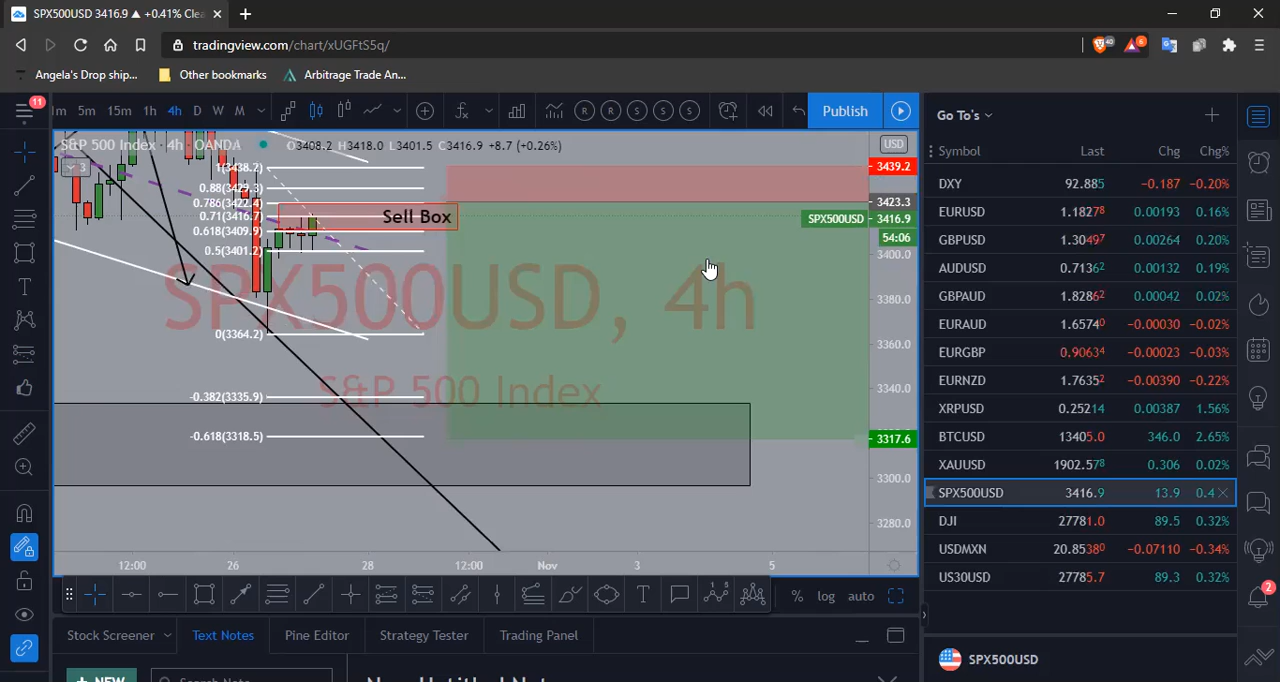 SPX500USD 3416.9 ▲ +0.41% Clea
tradingview.com/chart/xUGFtS5q/
40
6
Angela's Drop ship...
Other bookmarks
Arbitrage Trade An...
11
m 5m 15m 1h 4h D W M
R R S S S
Publish
Go To's
S&P 500 Index · 4h · OANDA O3408.2 H3418.0 L3401.5 C3416.9 +8.7 (+0.26%)
3
USD
Symbol Last Chg Chg%
1(3438.2)
0.88(3429.3)
0.786(3422.4)
0.71(3416.7)
0.618(3409.9)
0.5(3401.2)
0(3364.2)
-0.382(3335.9)
-0.618(3318.5)
Sell Box
SPX500USD, 4h
S&P 500 Index
3439.2
3423.3
SPX500USD 3416.9
54:06
3400.0
3380.0
3360.0
3340.0
3317.6
3300.0
3280.0
DXY 92.885 −0.187 −0.20%
EURUSD 1.18278 0.00193 0.16%
GBPUSD 1.30497 0.00264 0.20%
AUDUSD 0.71362 0.00132 0.19%
GBPAUD 1.82862 0.00042 0.02%
EURAUD 1.65740 −0.00030 −0.02%
EURGBP 0.90634 −0.00023 −0.03%
EURNZD 1.76352 −0.00390 −0.22%
XRPUSD 0.25214 0.00387 1.56%
BTCUSD 13405.0 346.0 2.65%
XAUUSD 1902.578 0.306 0.02%
SPX500USD 3416.9 13.9 0.4
DJI 27781.0 89.5 0.32%
USDMXN 20.85380 −0.07110 −0.34%
US30USD 27785.7 89.3 0.32%
12:00 26 28 12:00 Nov 3 5
% log auto
2
Stock Screener Text Notes Pine Editor Strategy Tester Trading Panel
SPX500USD
+ NEW
Search Note